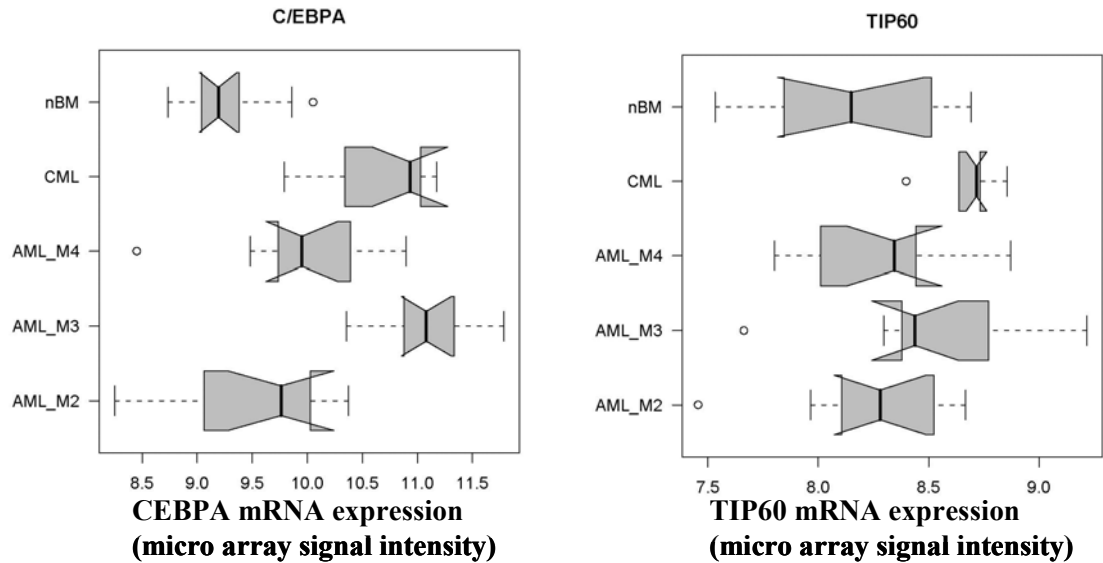 C/EBPA
nBM
CML
AML_M4
AML_M3
AML_M2
8.5 9.0 9.5 10.0 10.5 11.0 11.5
CEBPA mRNA expression
(micro array signal intensity)
TIP60
nBM
CML
AML_M4
AML_M3
AML_M2
7.5 8.0 8.5 9.0
TIP60 mRNA expression
(micro array signal intensity)